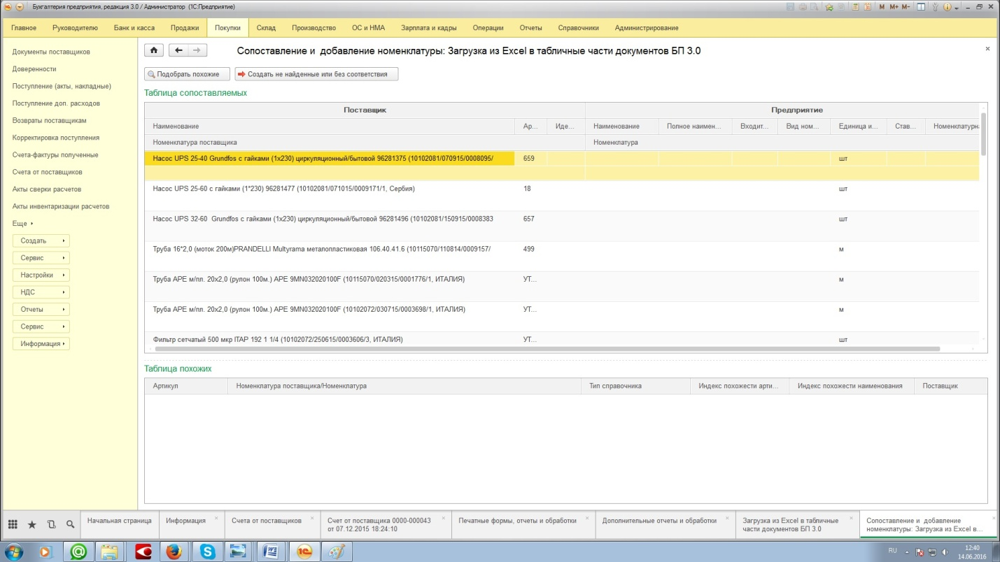 Бухгалтерия предприятия, редакция 3.0 / Администратор (1С:Предприятие)
M M+ M-
Главное Руководителю Банк и касса Продажи Покупки Склад Производство ОС и НМА Зарплата и кадры Операции Отчеты Справочники Администрирование
Документы поставщиков
Доверенности
Поступление (акты, накладные)
Поступление доп. расходов
Возвраты поставщикам
Корректировка поступления
Счета-фактуры полученные
Счета от поставщиков
Акты сверки расчетов
Акты инвентаризации расчетов
Еще
Создать
Сервис
Настройки
НДС
Отчеты
Сервис
Информация
Сопоставление и добавление номенклатуры: Загрузка из Excel в табличные части документов БП 3.0
Подобрать похожие Создать не найденные или без соответствия
Таблица сопоставляемых
Поставщик Предприятие
Наименование Ар... Иде... Наименование Полное наимен... Входит... Вид ном... Единица и... Став... Номенклатурн
Номенклатура поставщика Номенклатура
Насос UPS 25-40 Grundfos с гайками (1x230) циркуляционный/бытовой 96281375 (10102081/070915/0008095/ 659 шт
Насос UPS 25-60 с гайками (1*230) 96281477 (10102081/071015/0009171/1, Сербия) 18 шт
Насос UPS 32-60 Grundfos с гайками (1x230) циркуляционный/бытовой 96281496 (10102081/150915/0008383 657 шт
Труба 16*2,0 (моток 200м)PRANDELLI Multyrama металопластиковая 106.40.41.6 (10115070/110814/0009157/ 499 м
Труба APE м/пл. 20x2,0 (рулон 100м.) APE 9MN032020100F (10115070/020315/0001776/1, ИТАЛИЯ) УТ... м
Труба APE м/пл. 20x2,0 (рулон 100м.) APE 9MN032020100F (10102072/030715/0003698/1, ИТАЛИЯ) УТ... м
Фильтр сетчатый 500 мкр ITAP 192 1 1/4 (10102072/250615/0003606/3, ИТАЛИЯ) УТ... шт
Таблица похожих
Артикул Номенклатура поставщика/Номенклатура Тип справочника Индекс похожести арти... Индекс похожести наименования Поставщик
Начальная страница Информация Счета от поставщиков Счет от поставщика 0000-000043 Печатные формы, отчеты и обработки Дополнительные отчеты и обработки Загрузка из Excel в табличные Сопоставление и добавление
от 07.12.2015 18:24:10 части документов БП 3.0 номенклатуры: Загрузка из Excel в...
RU 12:40
14.06.2016